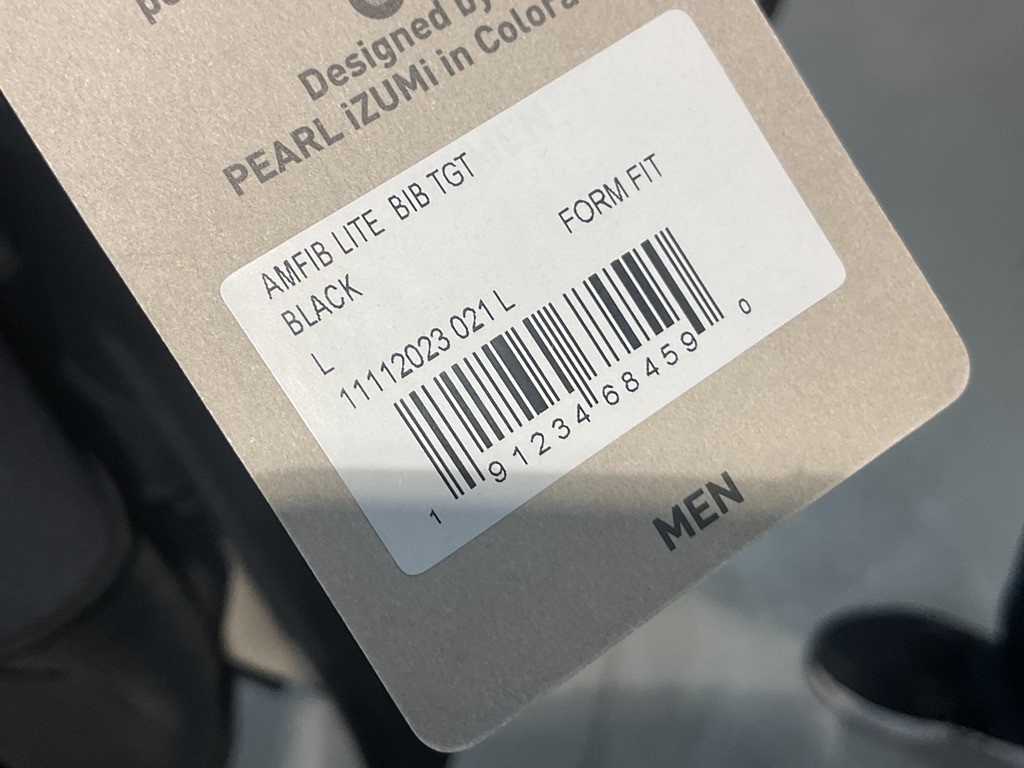 Designed by
PEARL iZUMi in
AMFIB LITE BIB TGT
BLACK
FORM FIT
L
11112023 021 L
1 91234 68459 0
MEN